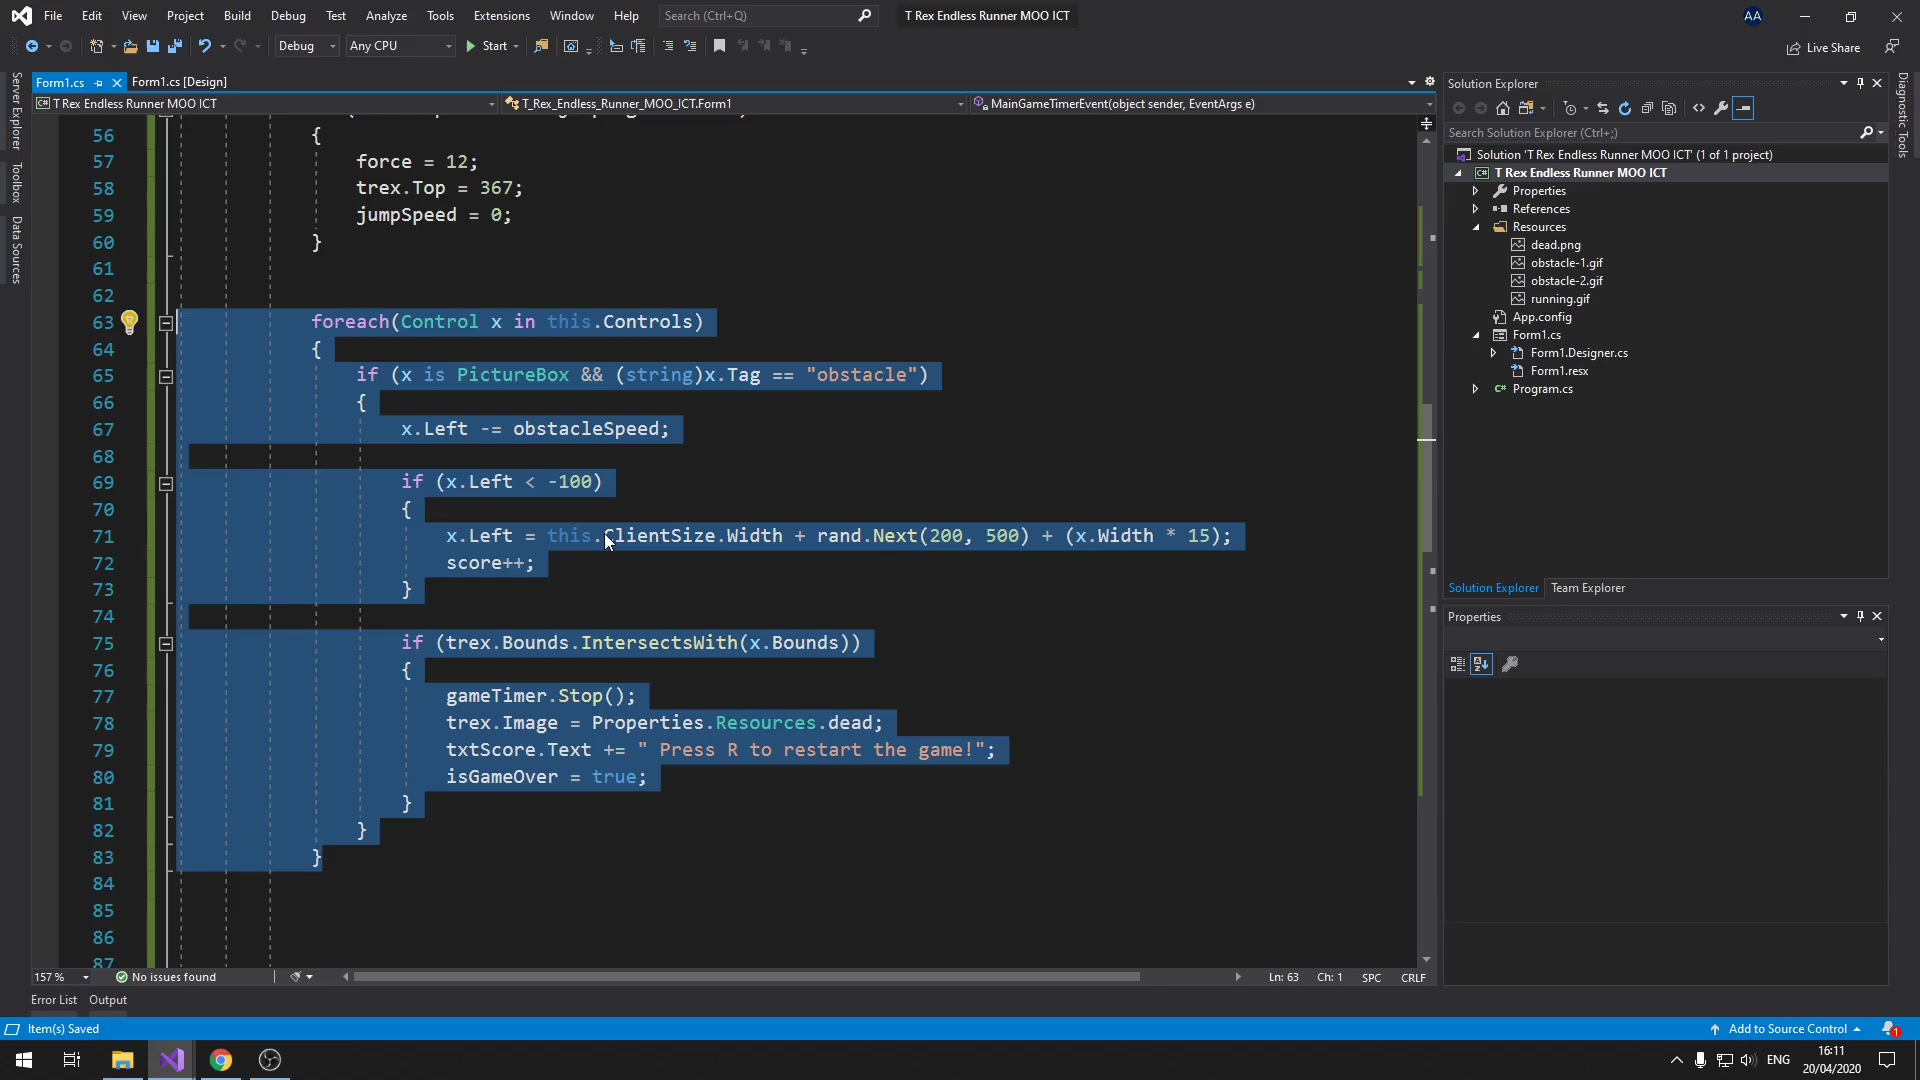 File Edit View Project Build Debug Test Analyze Tools Extensions Window Help Search (Ctrl+Q) T Rex Endless Runner MOO ICT AA
Debug Any CPU Start Live Share
Server Explorer
Toolbox
Data Sources
Form1.cs Form1.cs [Design]
T Rex Endless Runner MOO ICT T_Rex_Endless_Runner_MOO_ICT.Form1 MainGameTimerEvent(object sender, EventArgs e)
56 {
57 force = 12;
58 trex.Top = 367;
59 jumpSpeed = 0;
60 }
61
62
63 foreach(Control x in this.Controls)
64 {
65 if (x is PictureBox && (string)x.Tag == "obstacle")
66 {
67 x.Left -= obstacleSpeed;
68
69 if (x.Left < -100)
70 {
71 x.Left = this.ClientSize.Width + rand.Next(200, 500) + (x.Width * 15);
72 score++;
73 }
74
75 if (trex.Bounds.IntersectsWith(x.Bounds))
76 {
77 gameTimer.Stop();
78 trex.Image = Properties.Resources.dead;
79 txtScore.Text += " Press R to restart the game!";
80 isGameOver = true;
81 }
82 }
83 }
84
85
86
87
157 % No issues found Ln: 63 Ch: 1 SPC CRLF
Error List Output
Solution Explorer
Search Solution Explorer (Ctrl+;)
Solution 'T Rex Endless Runner MOO ICT' (1 of 1 project)
T Rex Endless Runner MOO ICT
Properties
References
Resources
dead.png
obstacle-1.gif
obstacle-2.gif
running.gif
App.config
Form1.cs
Form1.Designer.cs
Form1.resx
Program.cs
Solution Explorer Team Explorer
Properties
Diagnostic Tools
Item(s) Saved Add to Source Control 1
ENG 16:11
20/04/2020